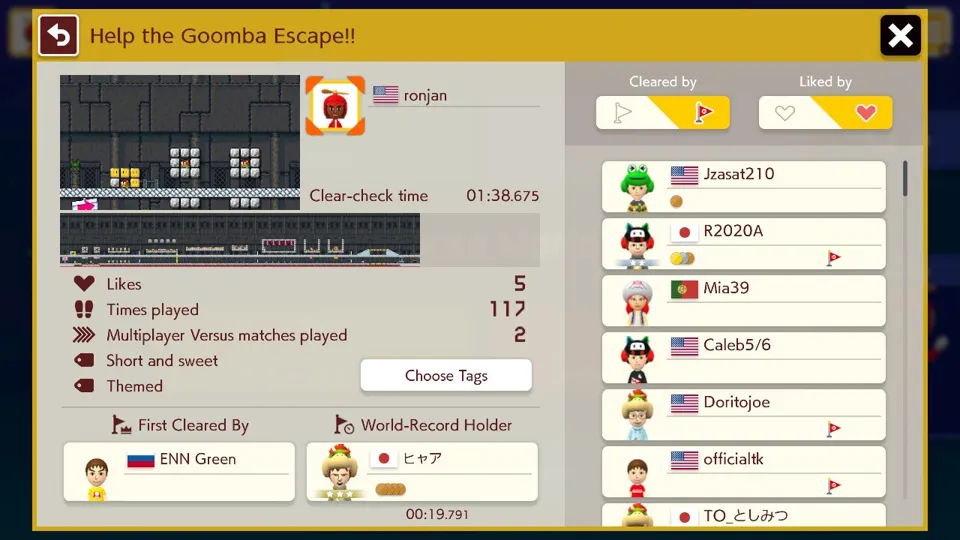 Help the Goomba Escape!!
ronjan
Clear-check time 01:38.675
Likes 5
Times played 117
Multiplayer Versus matches played 2
Short and sweet
Themed
Choose Tags
First Cleared By
ENN Green
World-Record Holder
ヒャア
00:19.791
Cleared by
Liked by
Jzasat210
R2020A
Mia39
Caleb5/6
Doritojoe
officialtk
TO_としみつ